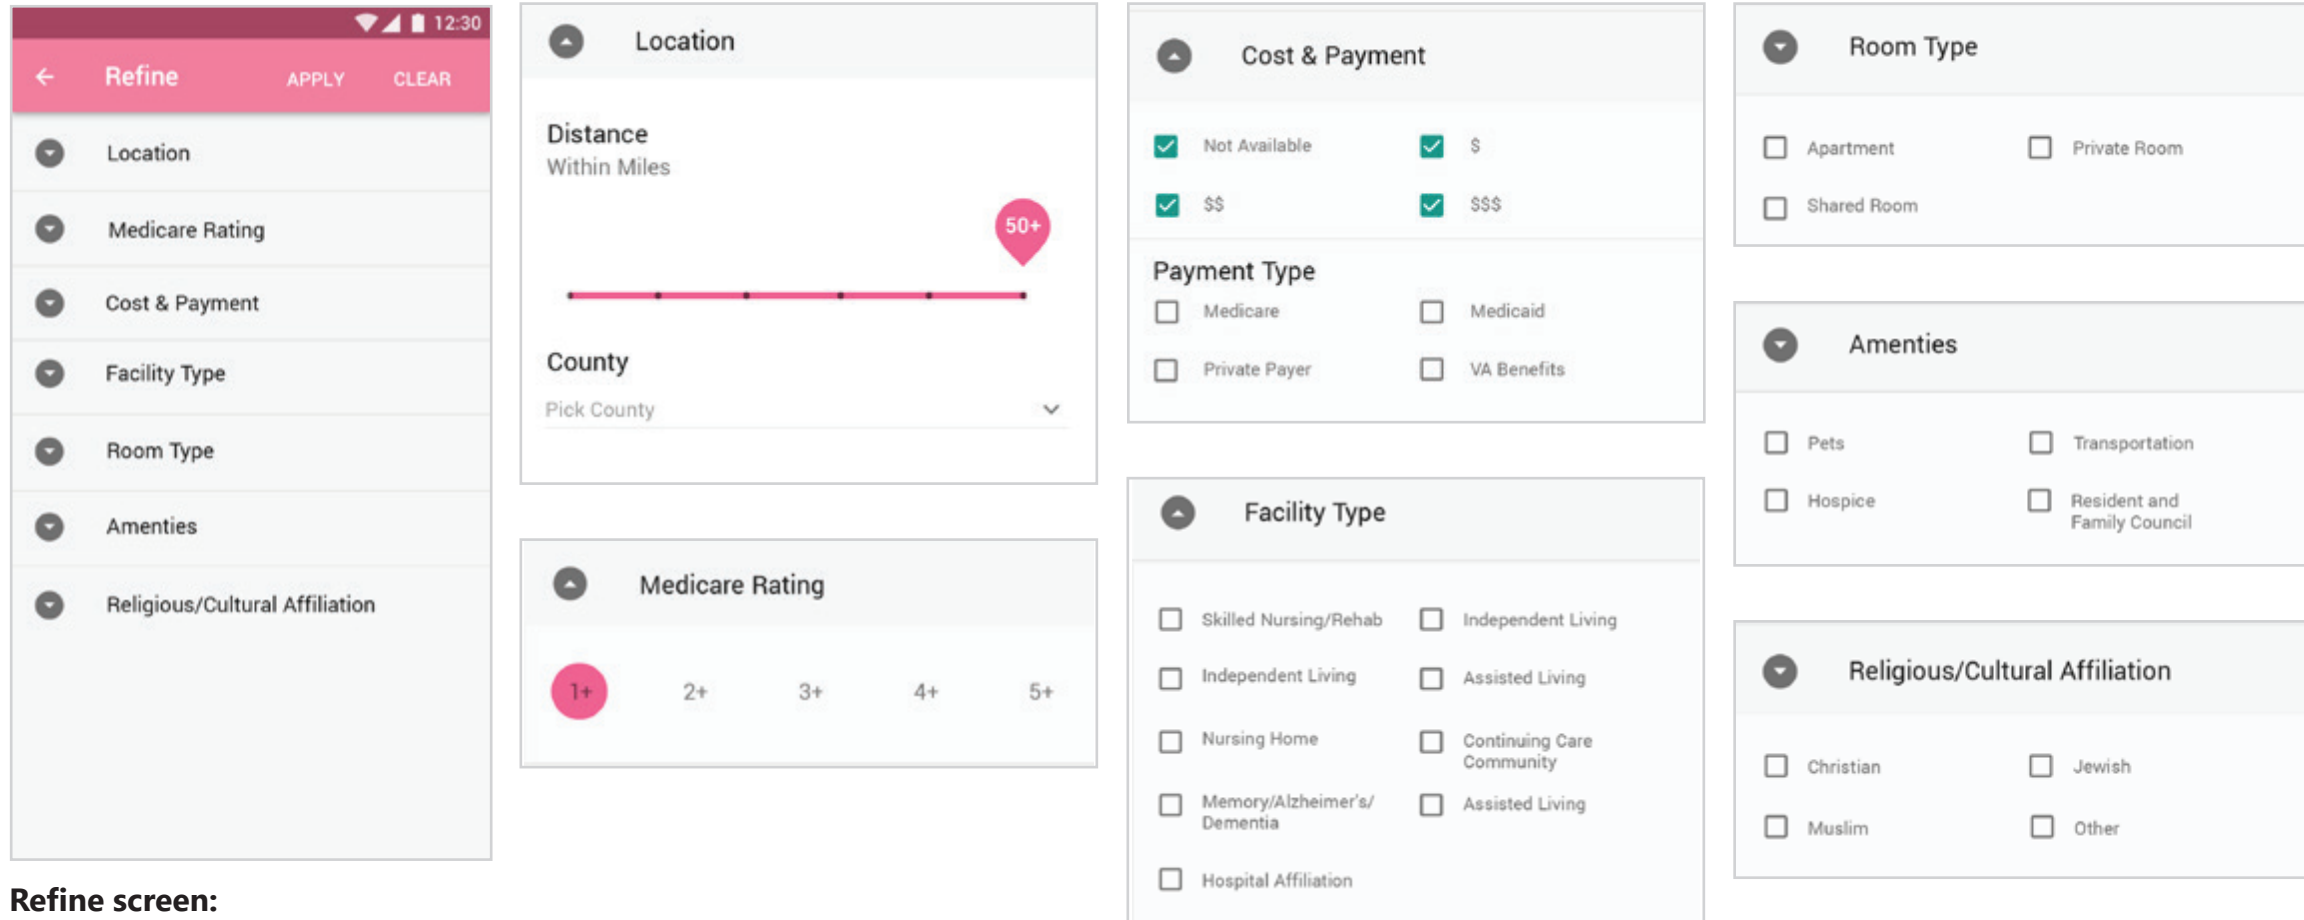 12:30
Refine APPLY CLEAR
Location
Medicare Rating
Cost & Payment
Facility Type
Room Type
Amenties
Religious/Cultural Affiliation
Refine screen:
Location
Distance
Within Miles
50+
County
Pick County
Medicare Rating
1+ 2+ 3+ 4+ 5+
Cost & Payment
Not Available $
$$ $$$
Payment Type
Medicare Medicaid
Private Payer VA Benefits
Facility Type
Skilled Nursing/Rehab Independent Living
Independent Living Assisted Living
Nursing Home Continuing Care
Community
Memory/Alzheimer's/ Assisted Living
Dementia
Hospital Affiliation
Room Type
Apartment Private Room
Shared Room
Amenties
Pets Transportation
Hospice Resident and
Family Council
Religious/Cultural Affiliation
Christian Jewish
Muslim Other